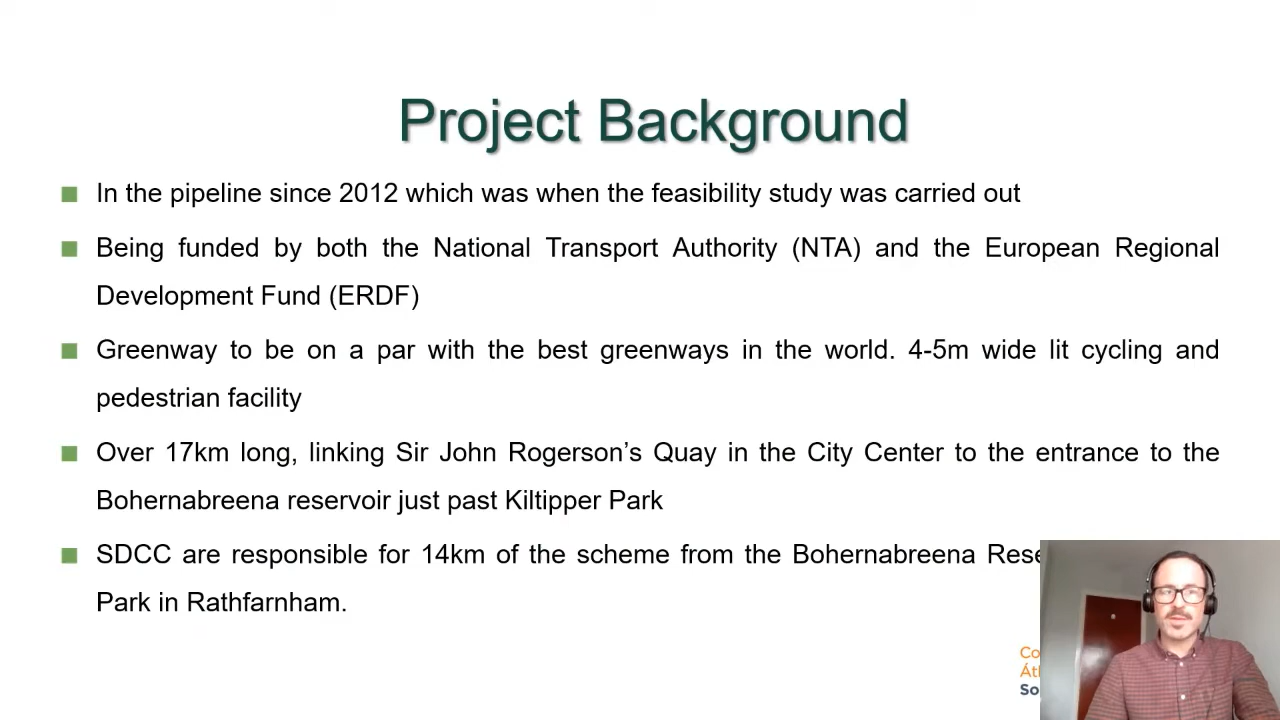 Project Background
In the pipeline since 2012 which was when the feasibility study was carried out
Being funded by both the National Transport Authority (NTA) and the European Regional
Development Fund (ERDF)
Greenway to be on a par with the best greenways in the world. 4-5m wide lit cycling and
pedestrian facility
Over 17km long, linking Sir John Rogerson’s Quay in the City Center to the entrance to the
Bohernabreena reservoir just past Kiltipper Park
SDCC are responsible for 14km of the scheme from the Bohernabreena
Park in Rathfarnham.